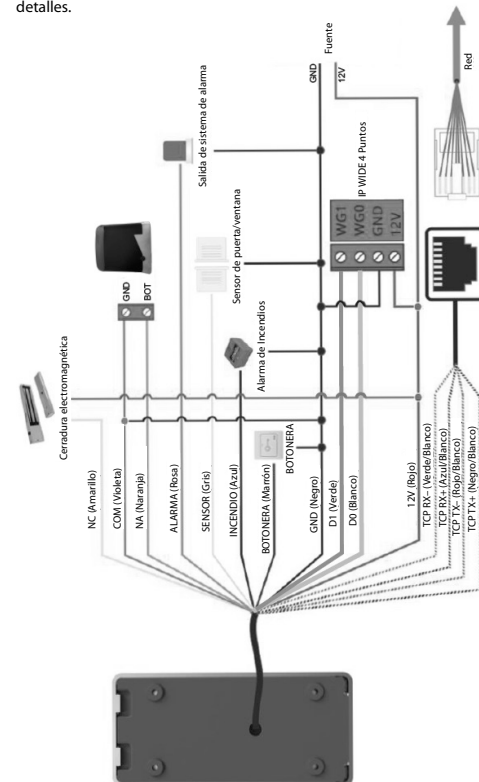 detalles.
Fuente
GND
12V
Red
Salida de sistema de alarma
IP WIDE 4 Puntos
WG1
WG0
GND
12V
Sensor de puerta/ventana
GND
BOT
Alarma de Incendios
Cerradura electromagnética
BOTONERA
NC (Amarillo)
COM (Violeta)
NA (Naranja)
ALARMA (Rosa)
SENSOR (Gris)
INCENDIO (Azul)
BOTONERA (Marrón)
GND (Negro)
D1 (Verde)
D0 (Blanco)
12V (Rojo)
TCP RX– (Verde/Blanco)
TCP RX+ (Azul/Blanco)
TCP TX– (Rojo/Blanco)
TCP TX+ (Negro/Blanco)